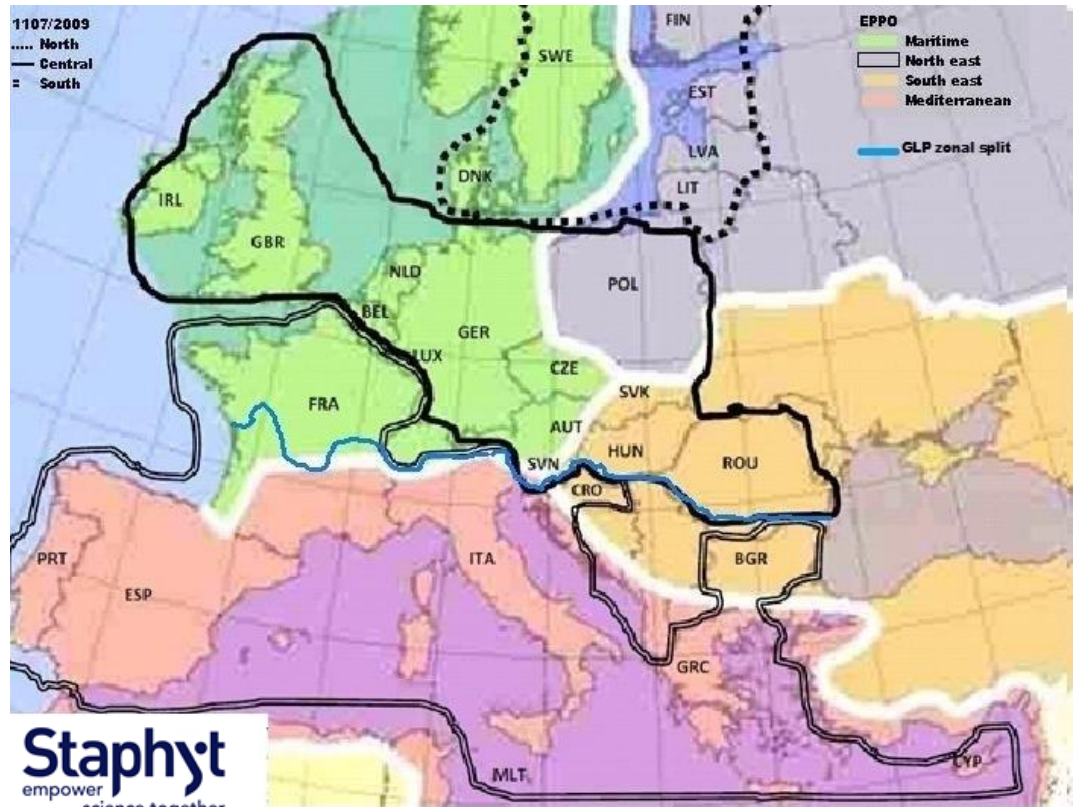 1107/2009
North
Central
South
EPPO
Maritime
North east
South east
Mediterranean
GLP zonal split
FIN
SWE
EST
LVA
DNK
LIT
IRL
GBR
NLD
POL
BEL
GER
LUX
CZE
SVK
FRA
AUT
HUN
SVN
ROU
CRO
PRT
ITA
BGR
ESP
GRC
MLT
CYP
Staphyt
empower
science together